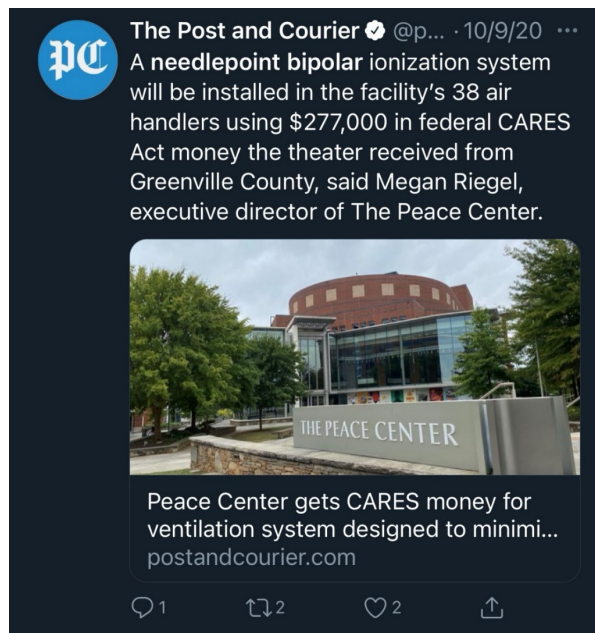 PC
The Post and Courier @p... · 10/9/20 ···
A needlepoint bipolar ionization system
will be installed in the facility's 38 air
handlers using $277,000 in federal CARES
Act money the theater received from
Greenville County, said Megan Riegel,
executive director of The Peace Center.
THE PEACE CENTER
Peace Center gets CARES money for
ventilation system designed to minimi...
postandcourier.com
1 2 2